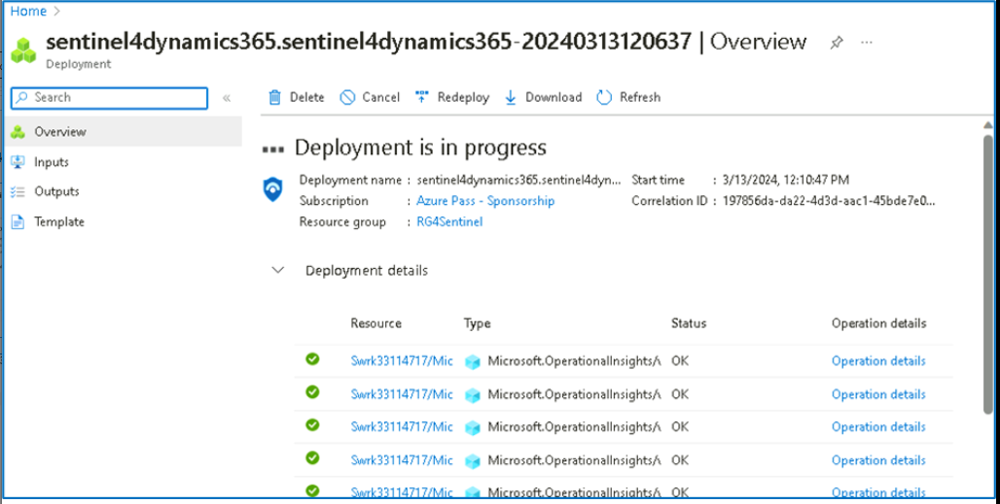 Home >
sentinel4dynamics365.sentinel4dynamics365-20240313120637 | Overview ...
Deployment
Search «
Delete Cancel Redeploy Download Refresh
Overview
Inputs
Outputs
Template
Deployment is in progress
Deployment name : sentinel4dynamics365.sentinel4dyn... Start time : 3/13/2024, 12:10:47 PM
Subscription : Azure Pass - Sponsorship Correlation ID : 197856da-da22-4d3d-aac1-45bde7e0...
Resource group : RG4Sentinel
Deployment details
Resource Type Status Operation details
Swrk33114717/Mic Microsoft.OperationalInsights/ OK Operation details
Swrk33114717/Mic Microsoft.OperationalInsights/ OK Operation details
Swrk33114717/Mic Microsoft.OperationalInsights/ OK Operation details
Swrk33114717/Mic Microsoft.OperationalInsights/ OK Operation details
Swrk33114717/Mic Microsoft.OperationalInsights/ OK Operation details